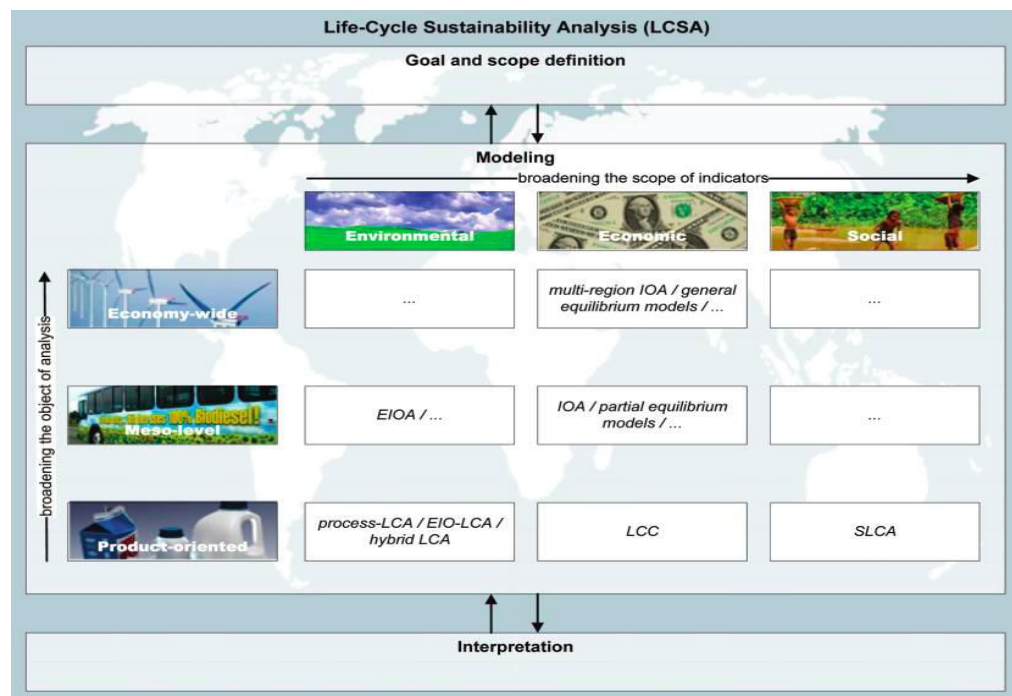 Life-Cycle Sustainability Analysis (LCSA)
Goal and scope definition
Modeling
broadening the scope of indicators
Environmental
Economic
Social
broadening the object of analysis
Economy-wide
...
multi-region IOA / general
equilibrium models / ...
...
100% Biodiesel!
Meso-level
EIOA / ...
IOA / partial equilibrium
models / ...
...
Product-oriented
process-LCA / EIO-LCA /
hybrid LCA
LCC
SLCA
Interpretation